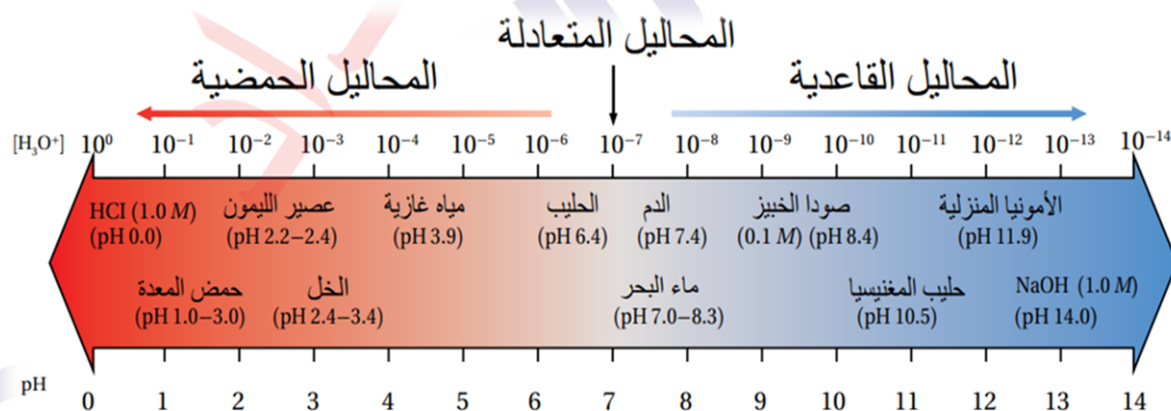 المحاليل المتعادلة
المحاليل الحمضية
المحاليل القاعدية
[H₃O⁺] 10⁰ 10⁻¹ 10⁻² 10⁻³ 10⁻⁴ 10⁻⁵ 10⁻⁶ 10⁻⁷ 10⁻⁸ 10⁻⁹ 10⁻¹⁰ 10⁻¹¹ 10⁻¹² 10⁻¹³ 10⁻¹⁴
HCI (1.0 M)
(pH 0.0)
عصير الليمون
(pH 2.2–2.4)
مياه غازية
(pH 3.9)
الحليب
(pH 6.4)
الدم
(pH 7.4)
صودا الخبيز
(0.1 M) (pH 8.4)
الأمونيا المنزلية
(pH 11.9)
حمض المعدة
(pH 1.0–3.0)
الخل
(pH 2.4–3.4)
ماء البحر
(pH 7.0–8.3)
حليب المغنيسيا
(pH 10.5)
NaOH (1.0 M)
(pH 14.0)
pH 0 1 2 3 4 5 6 7 8 9 10 11 12 13 14